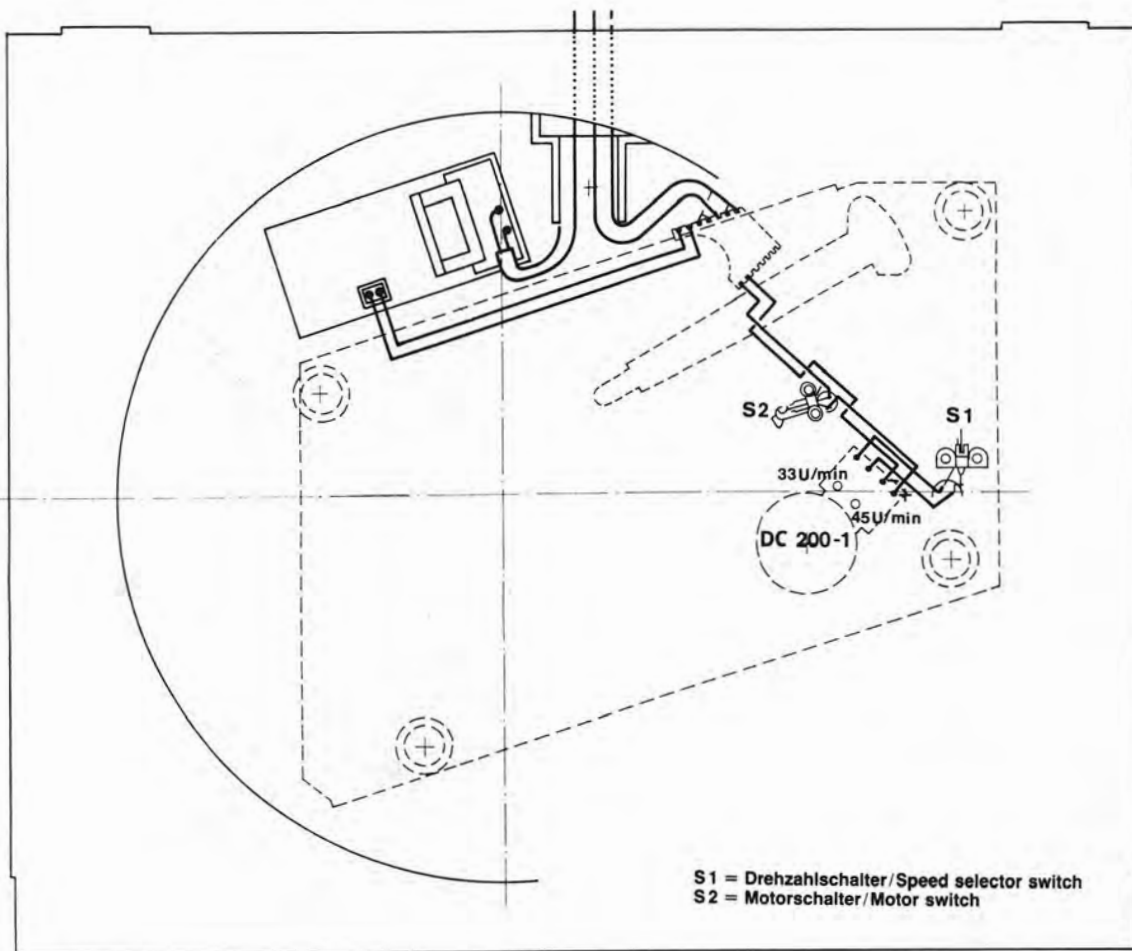 S2
S1
33U/min
45U/min
DC 200-1
S1 = Drehzahlschalter/Speed selector switch
S2 = Motorschalter/Motor switch